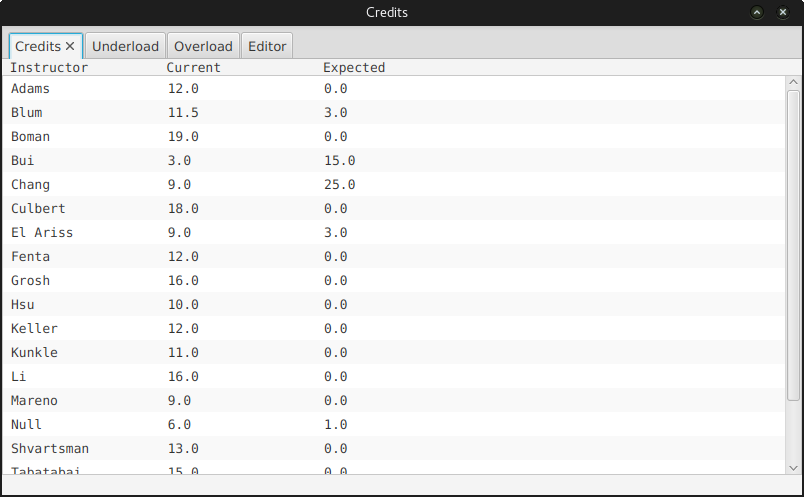 Credits
Credits Underload Overload Editor
Instructor Current Expected
Adams 12.0 0.0
Blum 11.5 3.0
Boman 19.0 0.0
Bui 3.0 15.0
Chang 9.0 25.0
Culbert 18.0 0.0
El Ariss 9.0 3.0
Fenta 12.0 0.0
Grosh 16.0 0.0
Hsu 10.0 0.0
Keller 12.0 0.0
Kunkle 11.0 0.0
Li 16.0 0.0
Mareno 9.0 0.0
Null 6.0 1.0
Shvartsman 13.0 0.0
Tabatabai 15.0 0.0